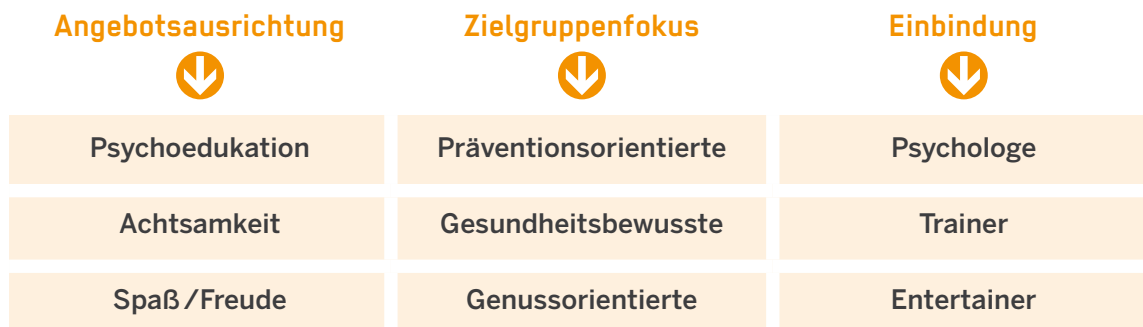 Angebotsausrichtung Zielgruppenfokus Einbindung
Psychoedukation Präventionsorientierte Psychologe
Achtsamkeit Gesundheitsbewusste Trainer
Spaß/Freude Genussorientierte Entertainer